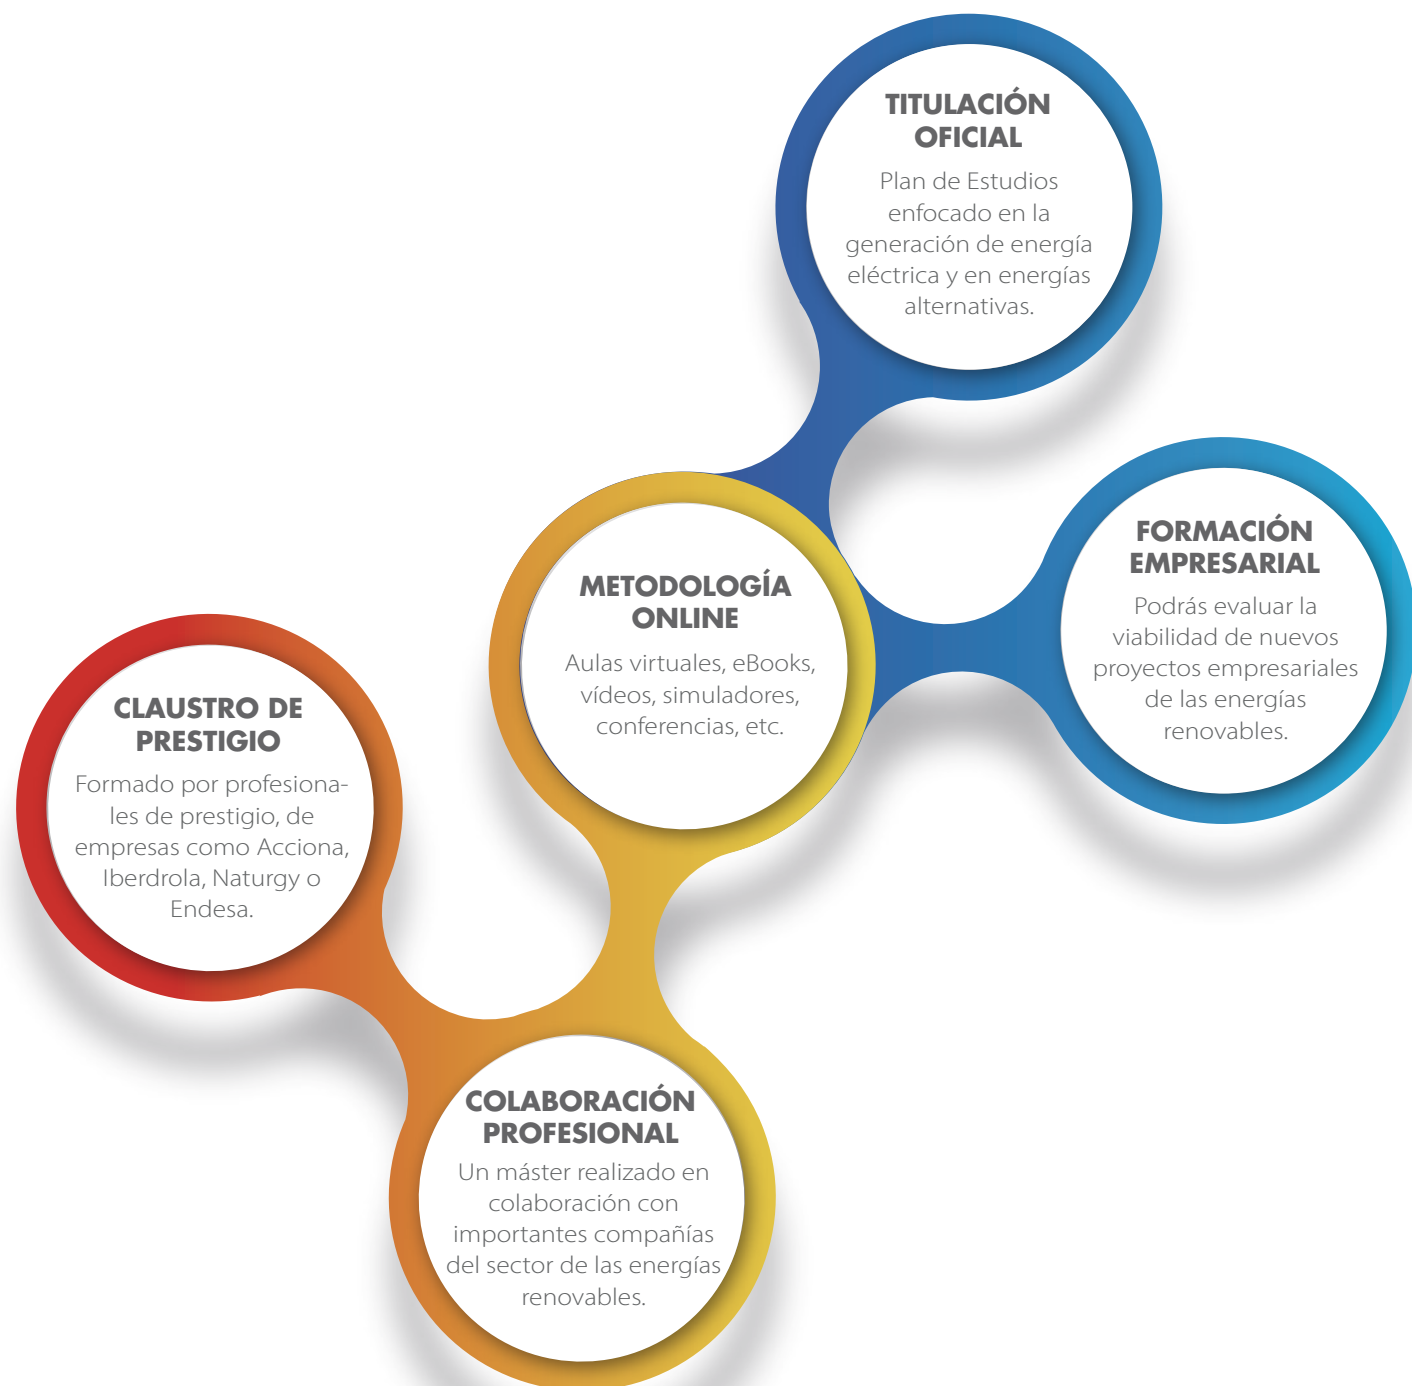 TITULACIÓN
OFICIAL
Plan de Estudios
enfocado en la
generación de energía
eléctrica y en energías
alternativas.
FORMACIÓN
EMPRESARIAL
Podrás evaluar la
viabilidad de nuevos
proyectos empresariales
de las energías
renovables.
METODOLOGÍA
ONLINE
Aulas virtuales, eBooks,
vídeos, simuladores,
conferencias, etc.
CLAUSTRO DE
PRESTIGIO
Formado por profesiona-
les de prestigio, de
empresas como Acciona,
Iberdrola, Naturgy o
Endesa.
COLABORACIÓN
PROFESIONAL
Un máster realizado en
colaboración con
importantes compañías
del sector de las energías
renovables.